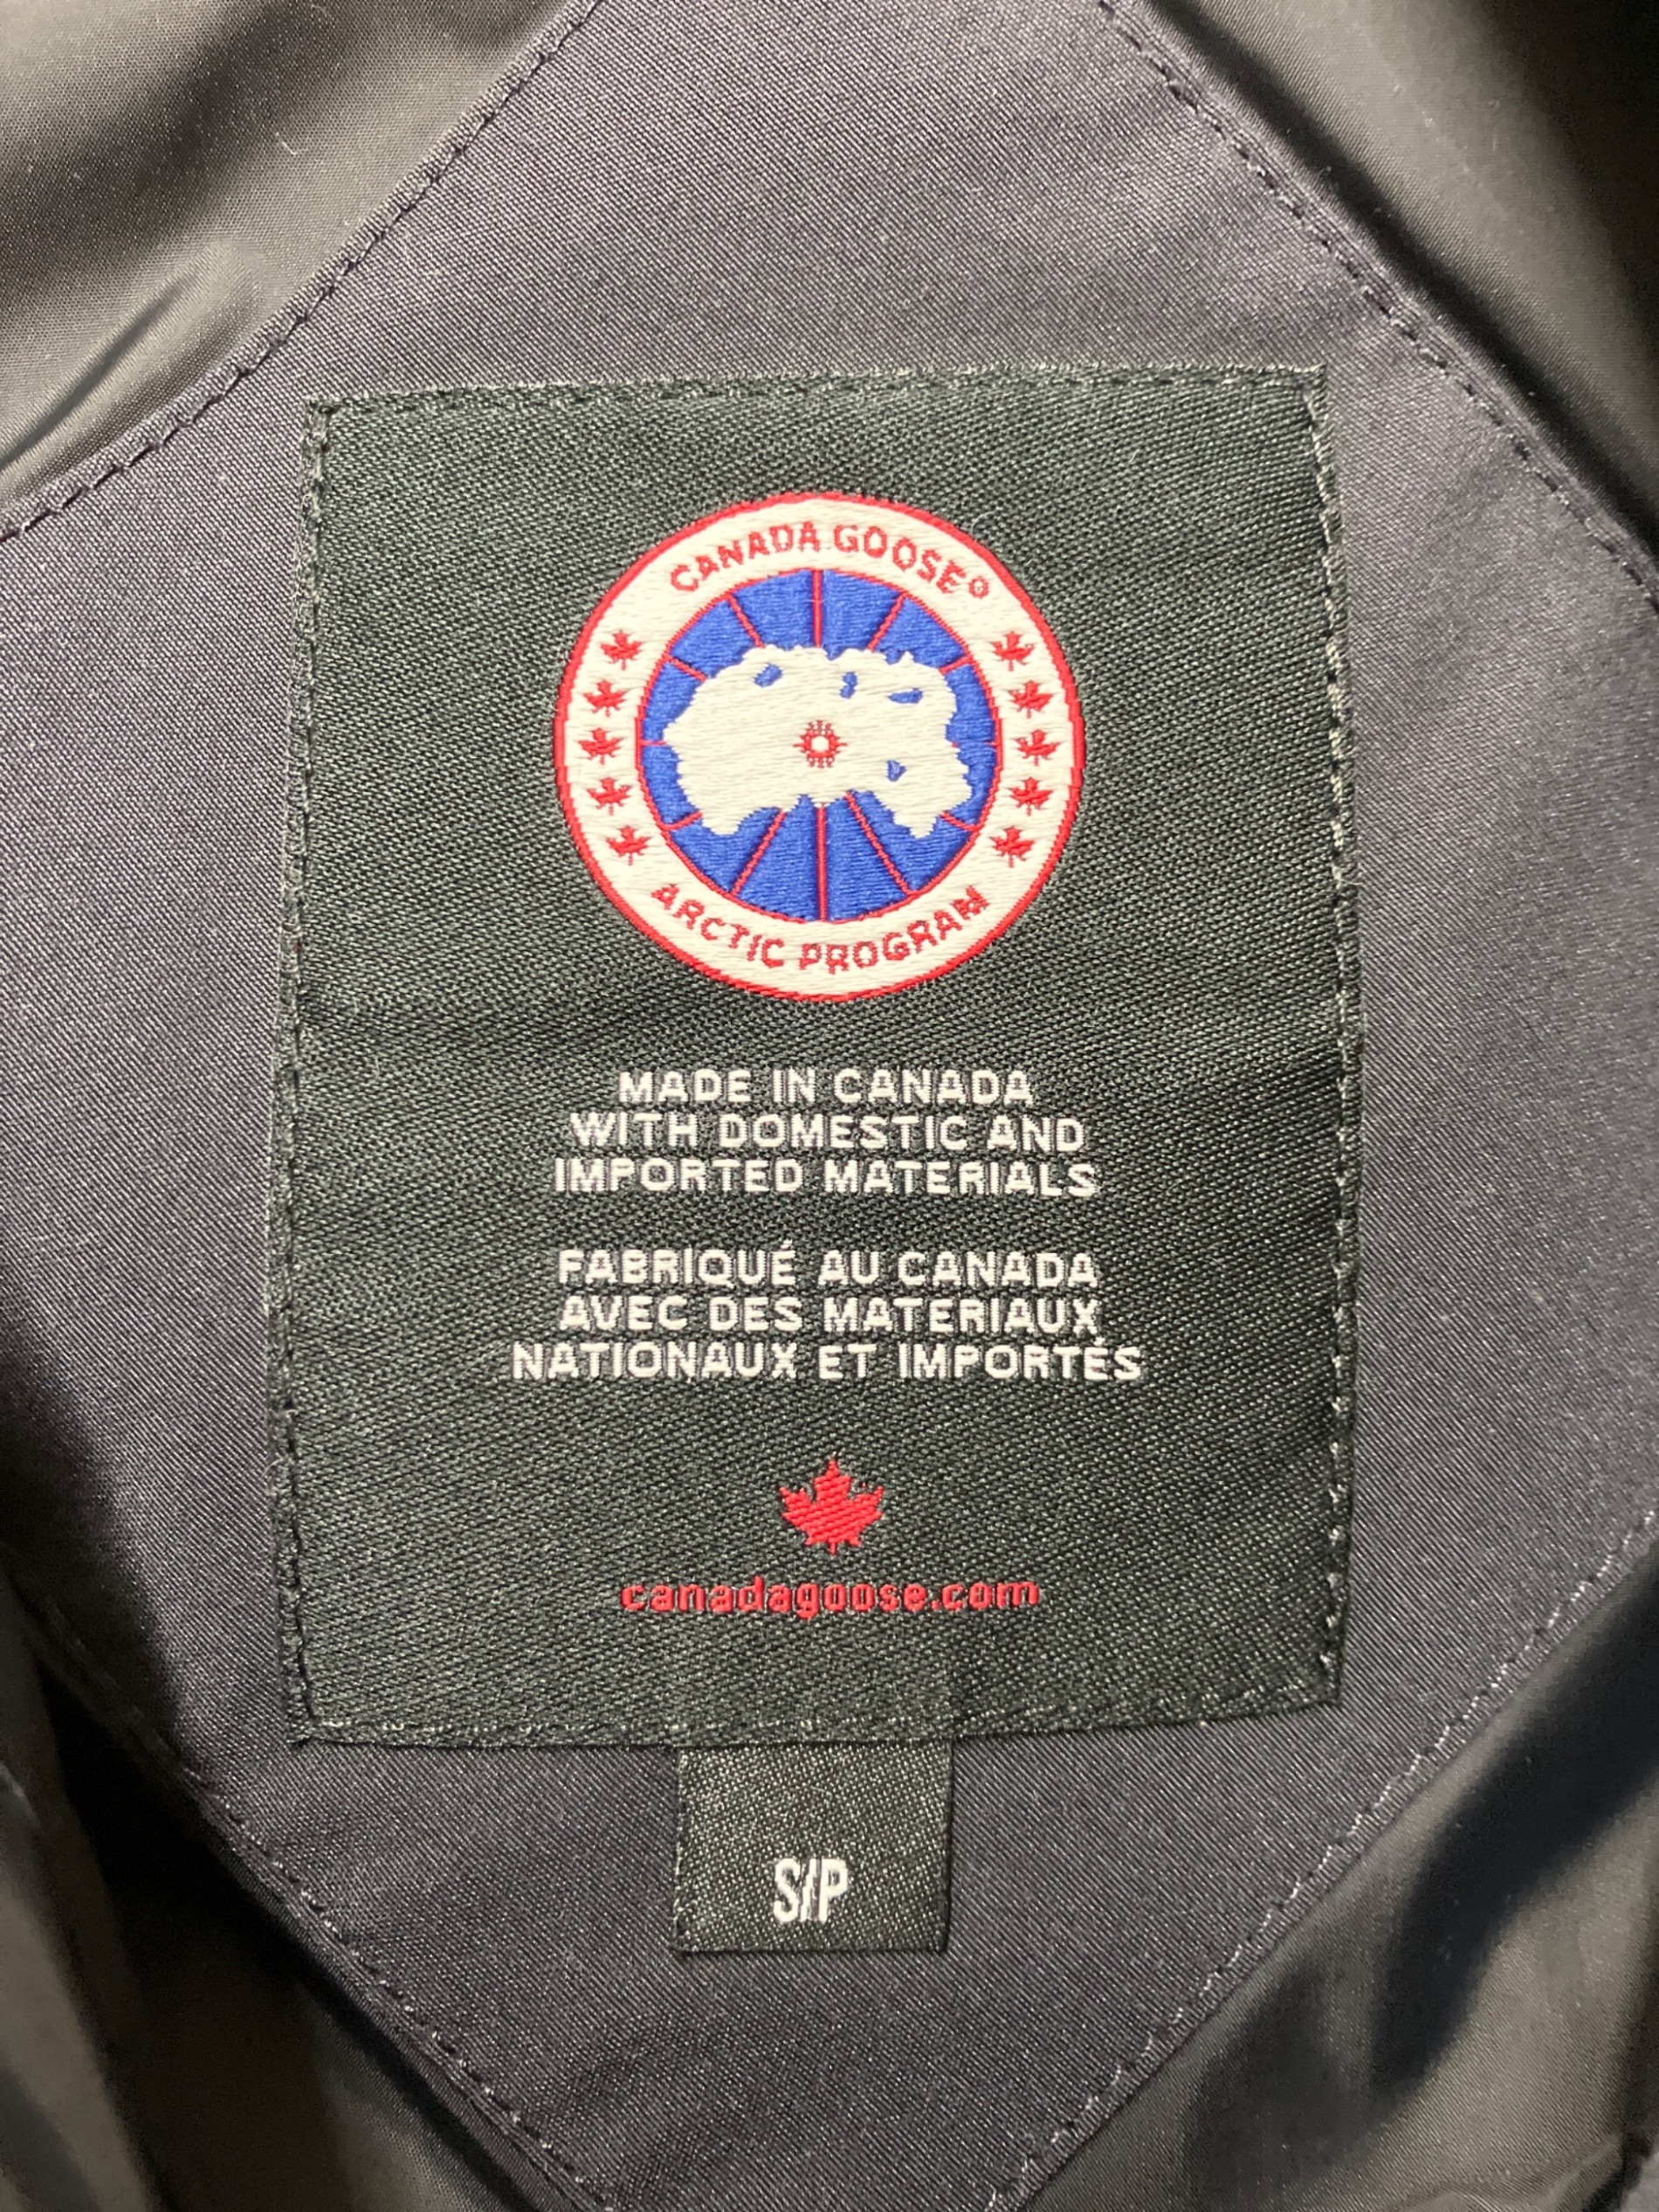 CANADA GOOSE®
ARCTIC PROGRAM
MADE IN CANADA
WITH DOMESTIC AND
IMPORTED MATERIALS
FABRIQUÉ AU CANADA
AVEC DES MATERIAUX
NATIONAUX ET IMPORTÉS
canadagoose.com
S/P